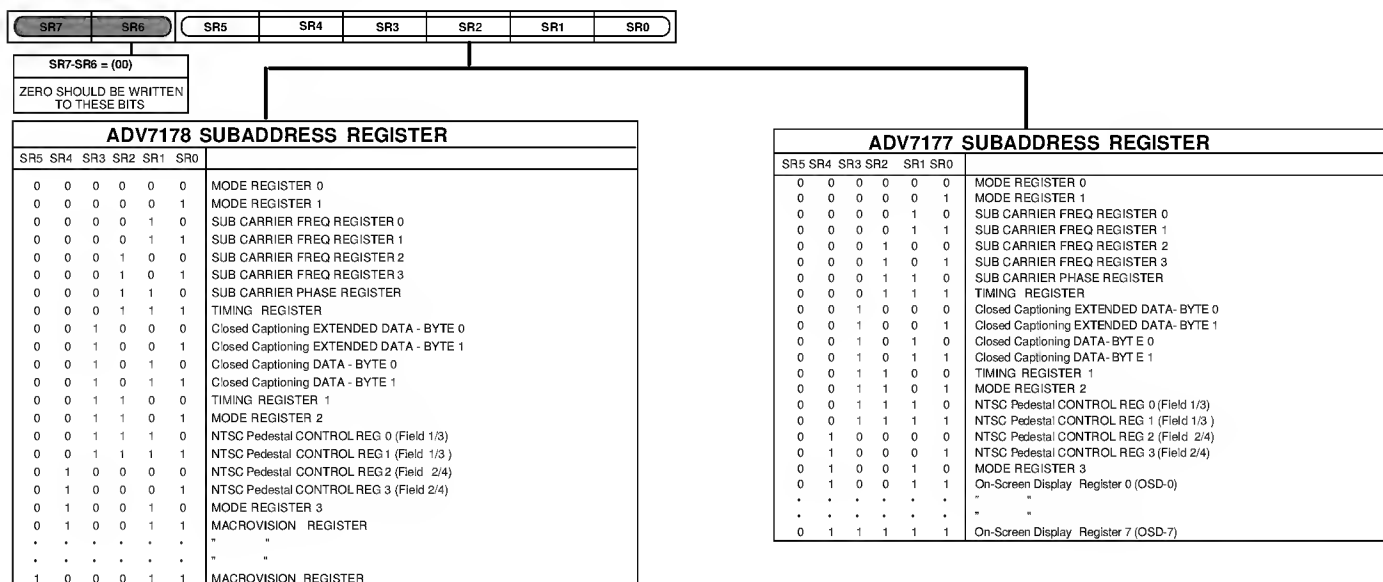 SR7 SR6 SR5 SR4 SR3 SR2 SR1 SR0
SR7-SR6 = (00)
ZERO SHOULD BE WRITTEN
TO THESE BITS
ADV7178 SUBADDRESS REGISTER
SR5 SR4 SR3 SR2 SR1 SR0
0 0 0 0 0 0 MODE REGISTER 0
0 0 0 0 0 1 MODE REGISTER 1
0 0 0 0 1 0 SUB CARRIER FREQ REGISTER 0
0 0 0 0 1 1 SUB CARRIER FREQ REGISTER 1
0 0 0 1 0 0 SUB CARRIER FREQ REGISTER 2
0 0 0 1 0 1 SUB CARRIER FREQ REGISTER 3
0 0 0 1 1 0 SUB CARRIER PHASE REGISTER
0 0 0 1 1 1 TIMING REGISTER
0 0 1 0 0 0 Closed Captioning EXTENDED DATA - BYTE 0
0 0 1 0 0 1 Closed Captioning EXTENDED DATA - BYTE 1
0 0 1 0 1 0 Closed Captioning DATA - BYTE 0
0 0 1 0 1 1 Closed Captioning DATA - BYTE 1
0 0 1 1 0 0 TIMING REGISTER 1
0 0 1 1 0 1 MODE REGISTER 2
0 0 1 1 1 0 NTSC Pedestal CONTROL REG 0 (Field 1/3)
0 0 1 1 1 1 NTSC Pedestal CONTROL REG 1 (Field 1/3 )
0 1 0 0 0 0 NTSC Pedestal CONTROL REG 2 (Field 2/4)
0 1 0 0 0 1 NTSC Pedestal CONTROL REG 3 (Field 2/4)
0 1 0 0 1 0 MODE REGISTER 3
0 1 0 0 1 1 MACROVISION REGISTER
• • • • • • " "
• • • • • • " "
1 0 0 0 1 1 MACROVISION REGISTER
ADV7177 SUBADDRESS REGISTER
SR5 SR4 SR3 SR2 SR1 SR0
0 0 0 0 0 0 MODE REGISTER 0
0 0 0 0 0 1 MODE REGISTER 1
0 0 0 0 1 0 SUB CARRIER FREQ REGISTER 0
0 0 0 0 1 1 SUB CARRIER FREQ REGISTER 1
0 0 0 1 0 0 SUB CARRIER FREQ REGISTER 2
0 0 0 1 0 1 SUB CARRIER FREQ REGISTER 3
0 0 0 1 1 0 SUB CARRIER PHASE REGISTER
0 0 0 1 1 1 TIMING REGISTER
0 0 1 0 0 0 Closed Captioning EXTENDED DATA- BYTE 0
0 0 1 0 0 1 Closed Captioning EXTENDED DATA- BYTE 1
0 0 1 0 1 0 Closed Captioning DATA- BYT E 0
0 0 1 0 1 1 Closed Captioning DATA- BYT E 1
0 0 1 1 0 0 TIMING REGISTER 1
0 0 1 1 0 1 MODE REGISTER 2
0 0 1 1 1 0 NTSC Pedestal CONTROL REG 0 (Field 1/3)
0 0 1 1 1 1 NTSC Pedestal CONTROL REG 1 (Field 1/3 )
0 1 0 0 0 0 NTSC Pedestal CONTROL REG 2 (Field 2/4)
0 1 0 0 0 1 NTSC Pedestal CONTROL REG 3 (Field 2/4)
0 1 0 0 1 0 MODE REGISTER 3
0 1 0 0 1 1 On-Screen Display Register 0 (OSD-0)
• • • • • • " "
• • • • • • " "
0 1 1 1 1 1 On-Screen Display Register 7 (OSD-7)